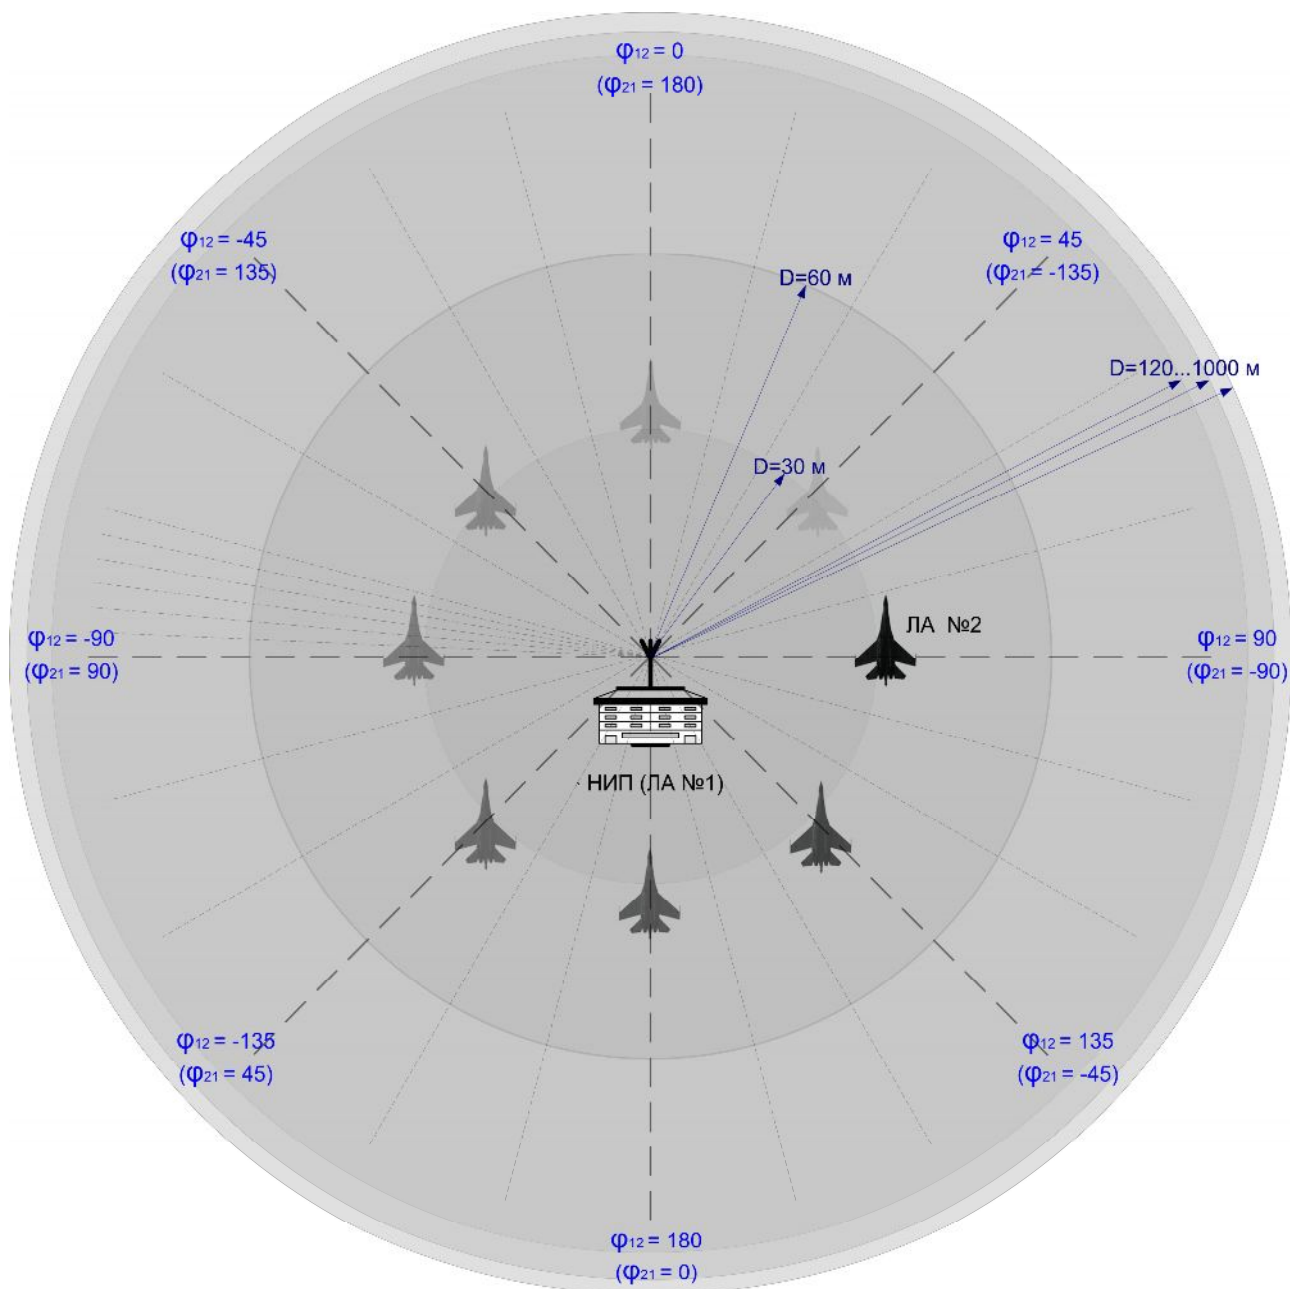 φ12 = 0
(φ21 = 180)
φ12 = -45
(φ21 = 135)
φ12 = 45
(φ21 = -135)
D=60 м
D=120...1000 м
D=30 м
ЛА №2
φ12 = -90
(φ21 = 90)
φ12 = 90
(φ21 = -90)
НИП (ЛА №1)
φ12 = -135
(φ21 = 45)
φ12 = 135
(φ21 = -45)
φ12 = 180
(φ21 = 0)